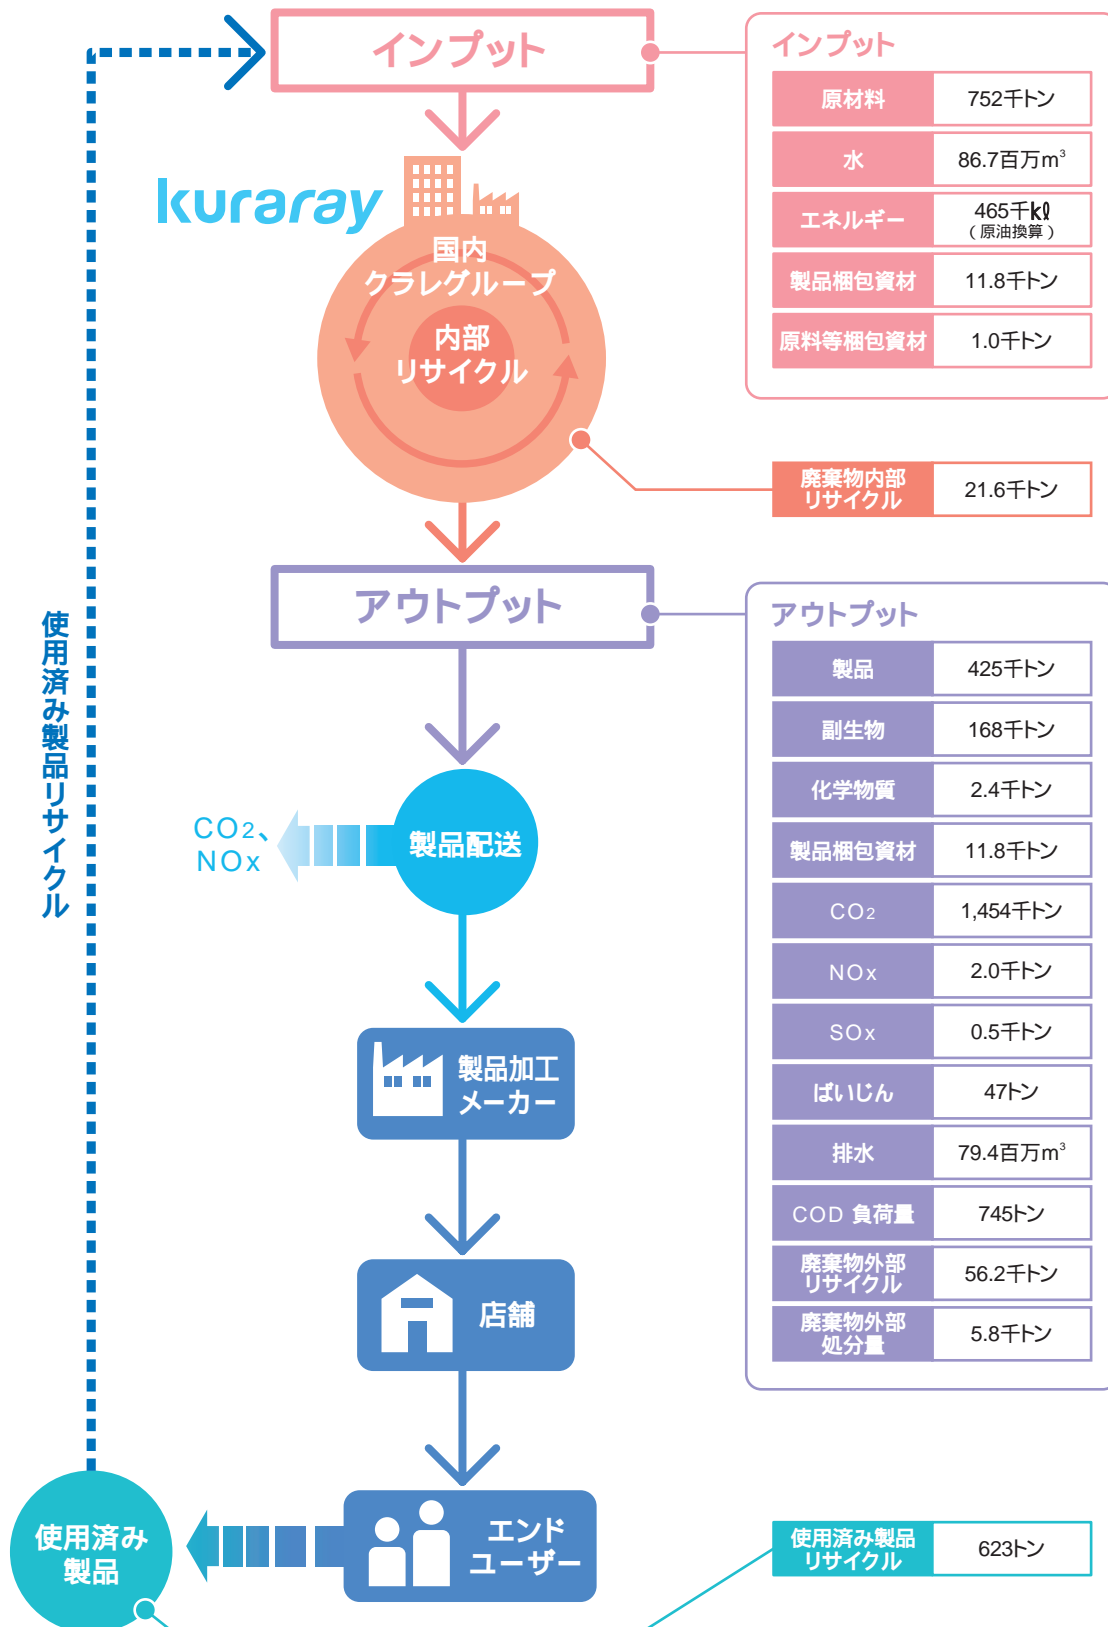 インプット
kuraray
国内
クラレグループ
内部
リサイクル
アウトプット
CO2、
NOx
製品配送
製品加工
メーカー
店舗
エンド
ユーザー
使用済み
製品
使用済み製品リサイクル
インプット
原材料 752千トン
水 86.7百万m³
エネルギー 465千kℓ
(原油換算)
製品梱包資材 11.8千トン
原料等梱包資材 1.0千トン
廃棄物内部
リサイクル 21.6千トン
アウトプット
製品 425千トン
副生物 168千トン
化学物質 2.4千トン
製品梱包資材 11.8千トン
CO2 1,454千トン
NOx 2.0千トン
SOx 0.5千トン
ばいじん 47トン
排水 79.4百万m³
COD 負荷量 745トン
廃棄物外部
リサイクル 56.2千トン
廃棄物外部
処分量 5.8千トン
使用済み製品
リサイクル 623トン